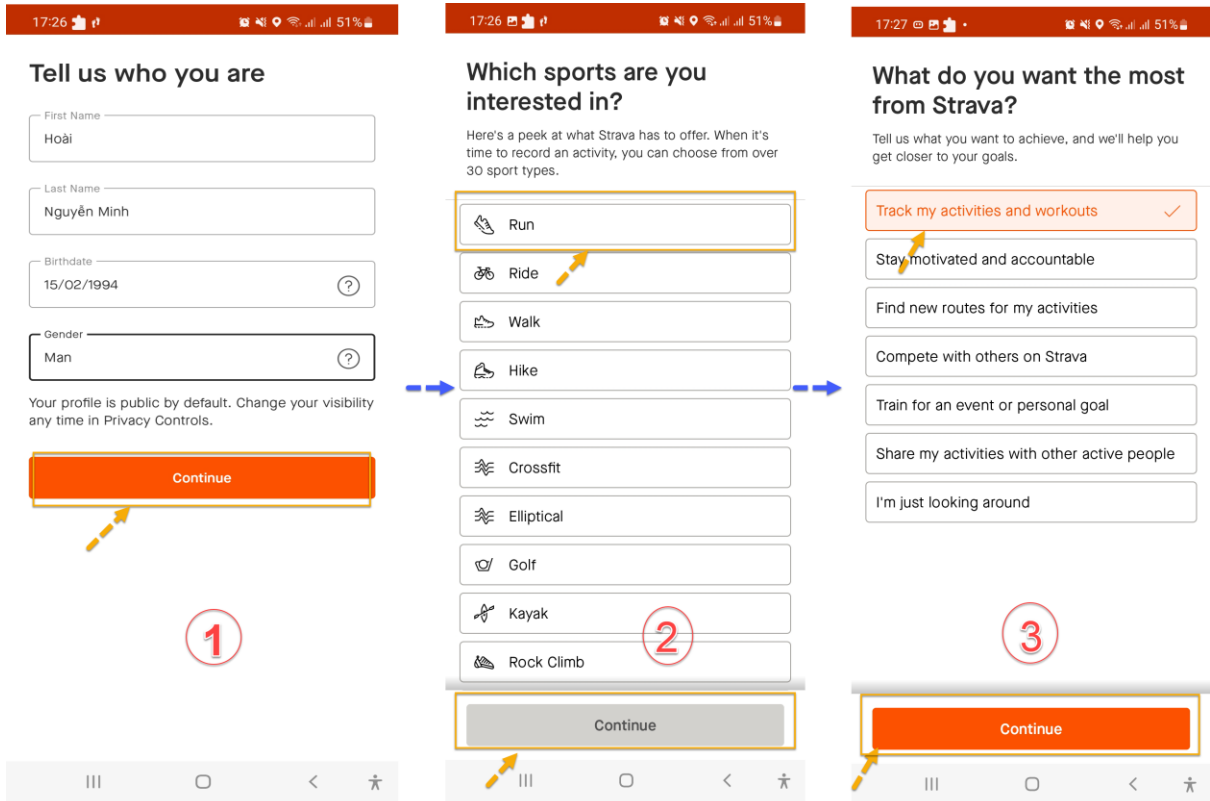 17:26
51%
Tell us who you are
First Name
Hoài
Last Name
Nguyễn Minh
Birthdate
15/02/1994
?
Gender
Man
?
Your profile is public by default. Change your visibility
any time in Privacy Controls.
Continue
1
17:26
51%
Which sports are you
interested in?
Here's a peek at what Strava has to offer. When it's
time to record an activity, you can choose from over
30 sport types.
Run
Ride
Walk
Hike
Swim
Crossfit
Elliptical
Golf
Kayak
Rock Climb
2
Continue
17:27
51%
What do you want the most
from Strava?
Tell us what you want to achieve, and we'll help you
get closer to your goals.
Track my activities and workouts
Stay motivated and accountable
Find new routes for my activities
Compete with others on Strava
Train for an event or personal goal
Share my activities with other active people
I'm just looking around
3
Continue